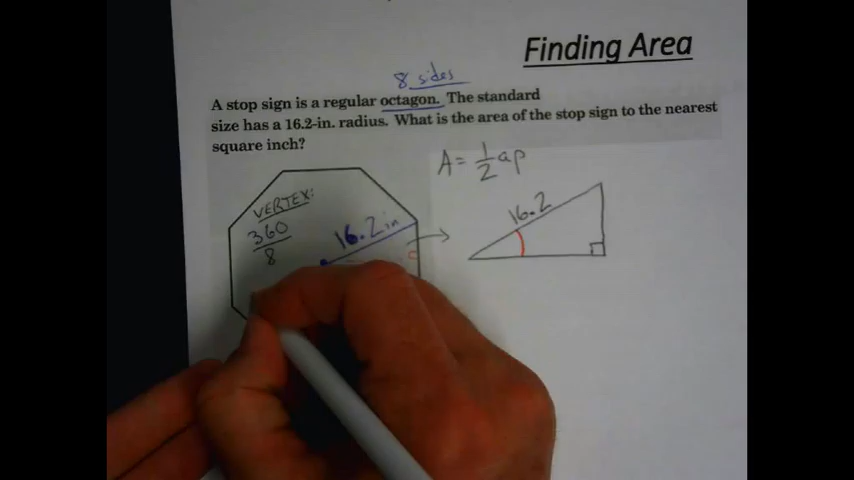 Finding Area
8 sides
A stop sign is a regular octagon. The standard
size has a 16.2-in. radius. What is the area of the stop sign to the nearest
square inch?
A = 1/2 ap
VERTEX:
360
8
16.2 in
16.2